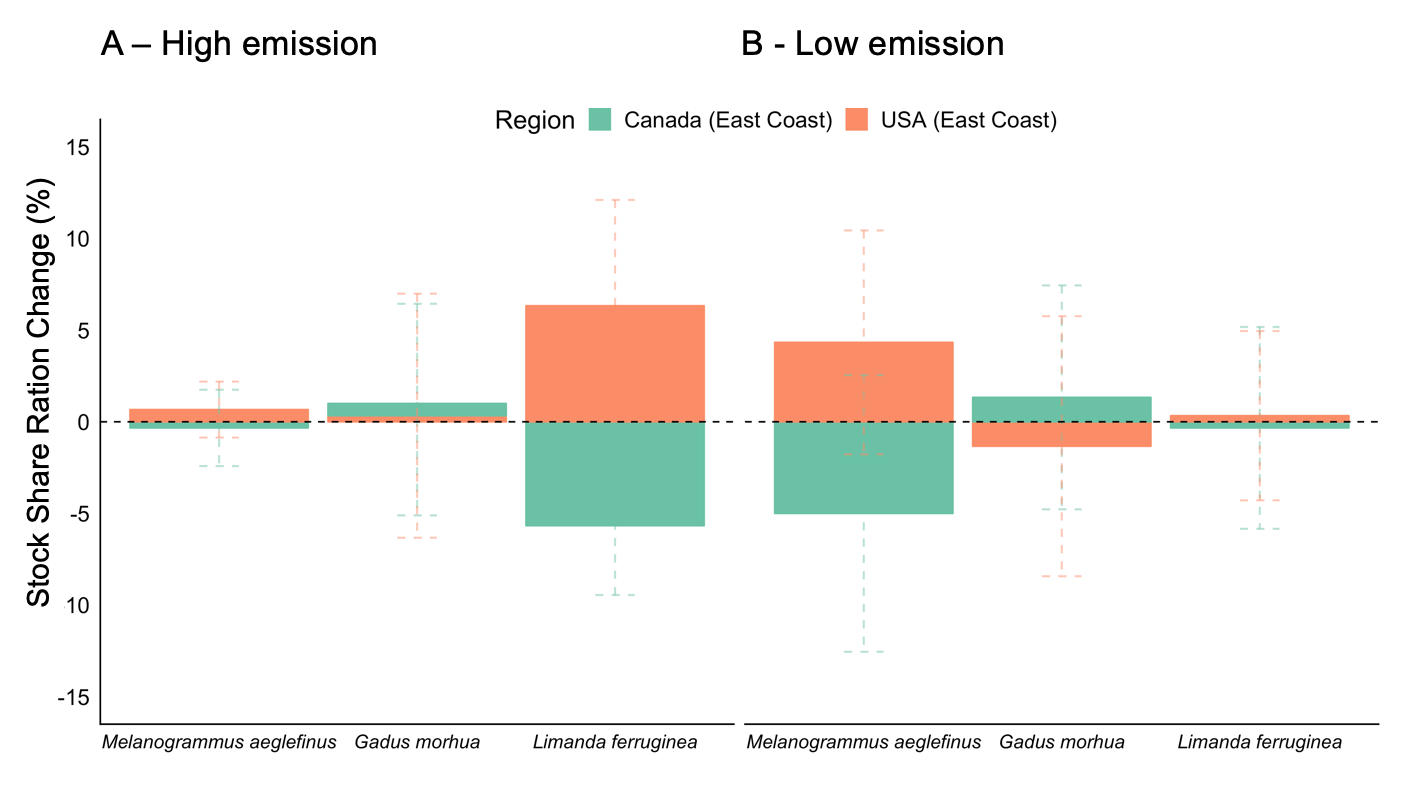 A – High emission
B - Low emission
Region
Canada (East Coast)
USA (East Coast)
Stock Share Ration Change (%)
15
10
5
0
-5
10
-15
Melanogrammus aeglefinus
Gadus morhua
Limanda ferruginea
Melanogrammus aeglefinus
Gadus morhua
Limanda ferruginea